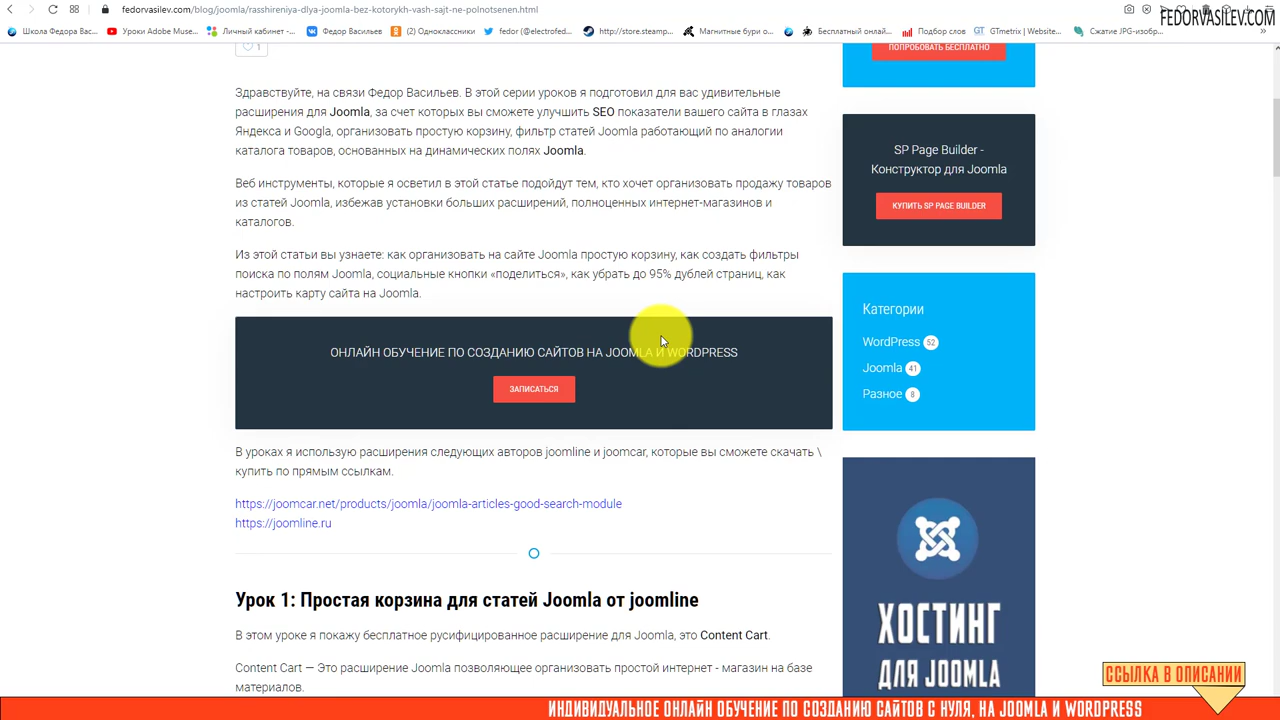 fedorvasilev.com/blog/joomla/rasshireniya-dlya-joomla-bez-kotorykh-vash-sajt-ne-polnotsenen.html
FEDORVASILEV.COM
Школа Федора Вас...
Уроки Adobe Muse...
Личный кабинет -...
Федор Васильев
(2) Одноклассники
fedor (@electrofed...
http://store.steamp...
Магнитные бури о...
Бесплатный онлай...
Подбор слов
GTmetrix | Website...
Сжатие JPG-изобр...
1
ПОПРОБОВАТЬ БЕСПЛАТНО
Здравствуйте, на связи Федор Васильев. В этой серии уроков я подготовил для вас удивительные
расширения для Joomla, за счет которых вы сможете улучшить SEO показатели вашего сайта в глазах
Яндекса и Googla, организовать простую корзину, фильтр статей Joomla работающий по аналогии
каталога товаров, основанных на динамических полях Joomla.
Веб инструменты, которые я осветил в этой статье подойдут тем, кто хочет организовать продажу товаров
из статей Joomla, избежав установки больших расширений, полноценных интернет-магазинов и
каталогов.
Из этой статьи вы узнаете: как организовать на сайте Joomla простую корзину, как создать фильтры
поиска по полям Joomla, социальные кнопки «поделиться», как убрать до 95% дублей страниц, как
настроить карту сайта на Joomla.
ОНЛАЙН ОБУЧЕНИЕ ПО СОЗДАНИЮ САЙТОВ НА JOOMLA И WORDPRESS
ЗАПИСАТЬСЯ
В уроках я использую расширения следующих авторов joomline и joomcar, которые вы сможете скачать \
купить по прямым ссылкам.
https://joomcar.net/products/joomla/joomla-articles-good-search-module
https://joomline.ru
Урок 1: Простая корзина для статей Joomla от joomline
В этом уроке я покажу бесплатное русифицированное расширение для Joomla, это Content Cart.
Content Cart — Это расширение Joomla позволяющее организовать простой интернет - магазин на базе
материалов.
SP Page Builder -
Конструктор для Joomla
КУПИТЬ SP PAGE BUILDER
Категории
WordPress 52
Joomla 41
Разное 8
ХОСТИНГ
ДЛЯ JOOMLA
ССЫЛКА В ОПИСАНИИ
ИНДИВИДУАЛЬНОЕ ОНЛАЙН ОБУЧЕНИЕ ПО СОЗДАНИЮ САЙТОВ С НУЛЯ, НА JOOMLA И WORDPRESS